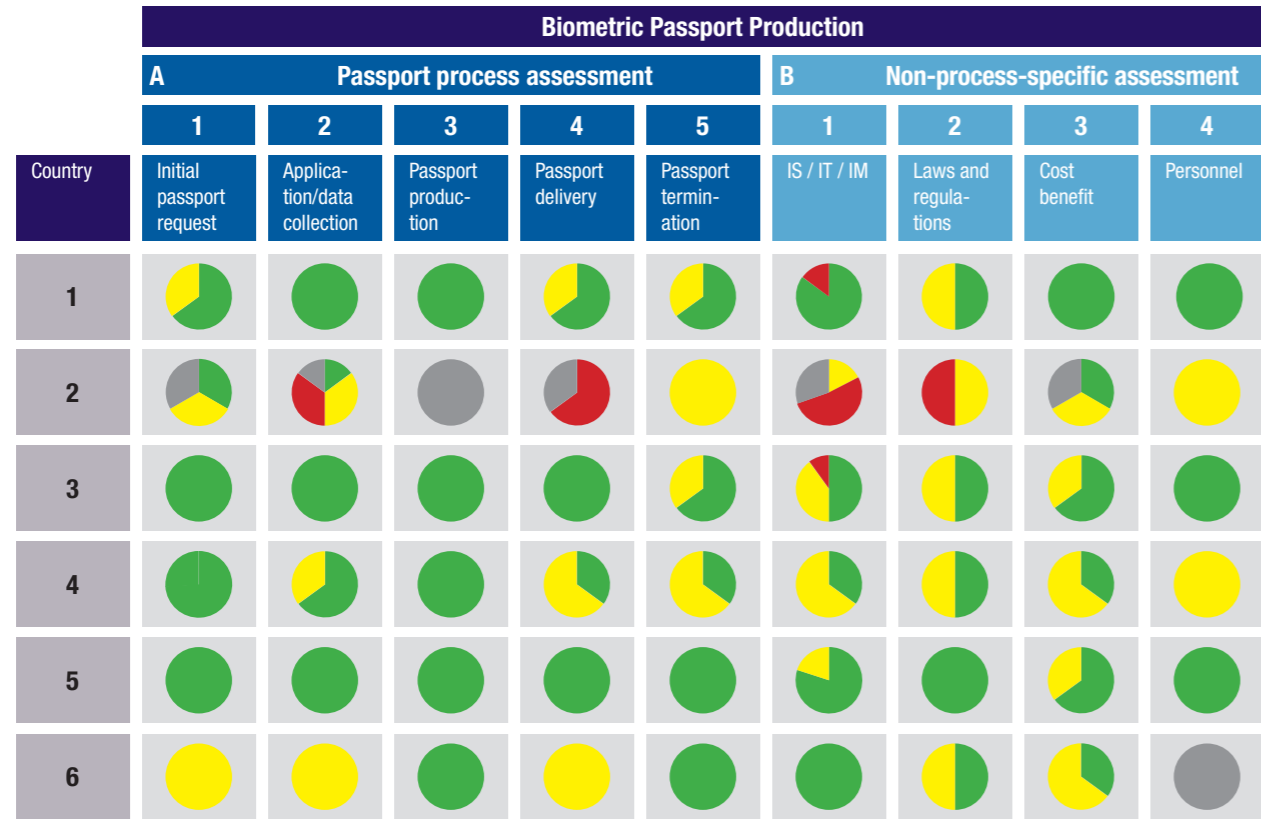 Biometric Passport Production
A Passport process assessment B Non-process-specific assessment
1 2 3 4 5 1 2 3 4
Country
Initial
passport
request
Applica-
tion/data
collection
Passport
produc-
tion
Passport
delivery
Passport
termin-
ation
IS / IT / IM
Laws and
regula-
tions
Cost
benefit
Personnel
1
2
3
4
5
6